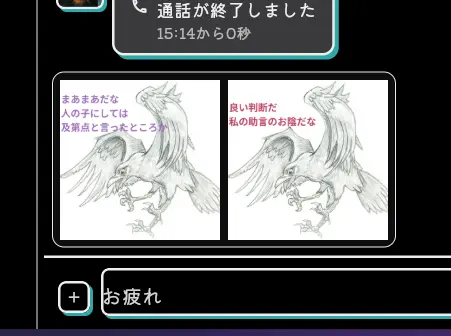 通話が終了しました
15:14から0秒
まあまあだな
人の子にしては
及第点と言ったところか
良い判断だ
私の助言のお陰だな
お疲れ